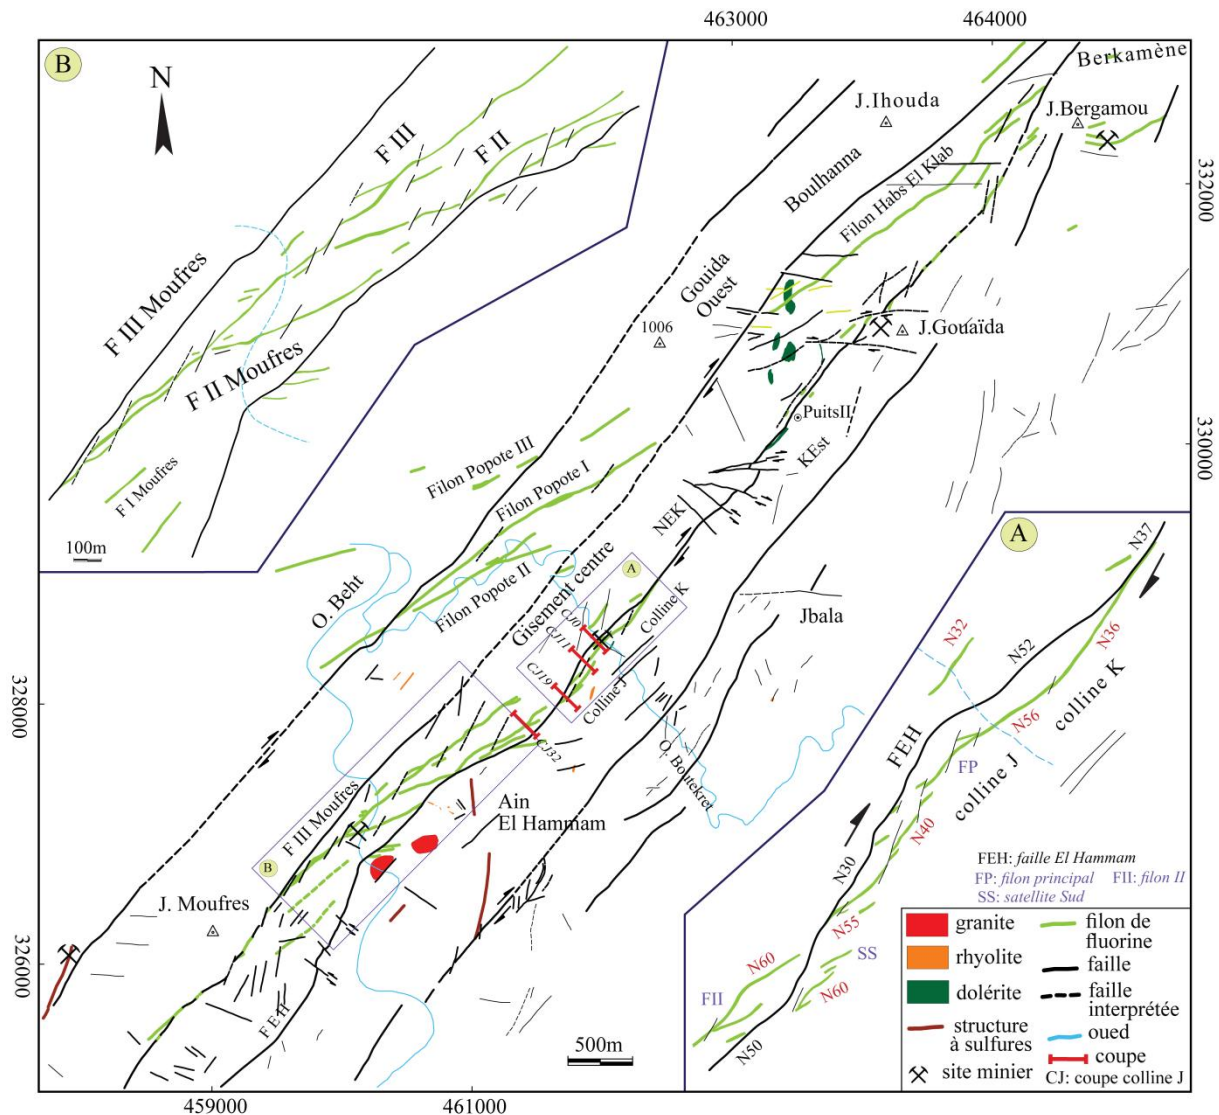 463000
464000
B
N
F III
F II
F III Moufres
F II Moufres
F I Moufres
100m
Berkamène
J.Ihouda
J.Bergamou
332000
Boulhanna
Filon Habs El Klab
Gouida
Ouest
1006
J.Gouaïda
PuitsII
KEst
330000
NEK
Filon Popote III
Filon Popote I
Filon Popote II
O. Beht
Gisement centre
A
Colline K
CJ0
CJ11
CJ19
Colline J
CJ32
Jbala
O. Boutekret
328000
F III Moufres
Ain
El Hammam
B
J. Moufres
326000
FEH
500m
459000
461000
A
N37
N32
N52
N36
colline K
N56
FEH
FP
colline J
N40
N30
N55
SS
N60
N60
FII
N50
FEH: faille El Hammam
FP: filon principal FII: filon II
SS: satellite Sud
granite
filon de
fluorine
rhyolite
faille
dolérite
faille
interprétée
structure
à sulfures
oued
coupe
site minier
CJ: coupe colline J